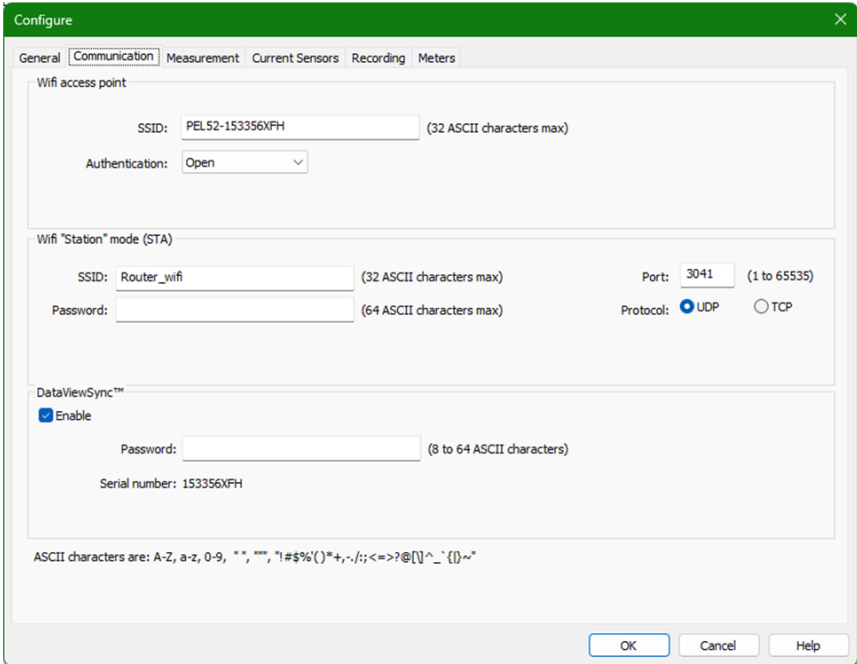 Configure
General Communication Measurement Current Sensors Recording Meters
Wifi access point
SSID: PEL52-153356XFH (32 ASCII characters max)
Authentication: Open
Wifi "Station" mode (STA)
SSID: Router_wifi (32 ASCII characters max) Port: 3041 (1 to 65535)
Password: (64 ASCII characters max) Protocol: UDP TCP
DataViewSync™
Enable
Password: (8 to 64 ASCII characters)
Serial number: 153356XFH
ASCII characters are: A-Z, a-z, 0-9, " ", """, "!#$%'()*+,-./:;<=>?@[\]^_`{|}~"
OK Cancel Help